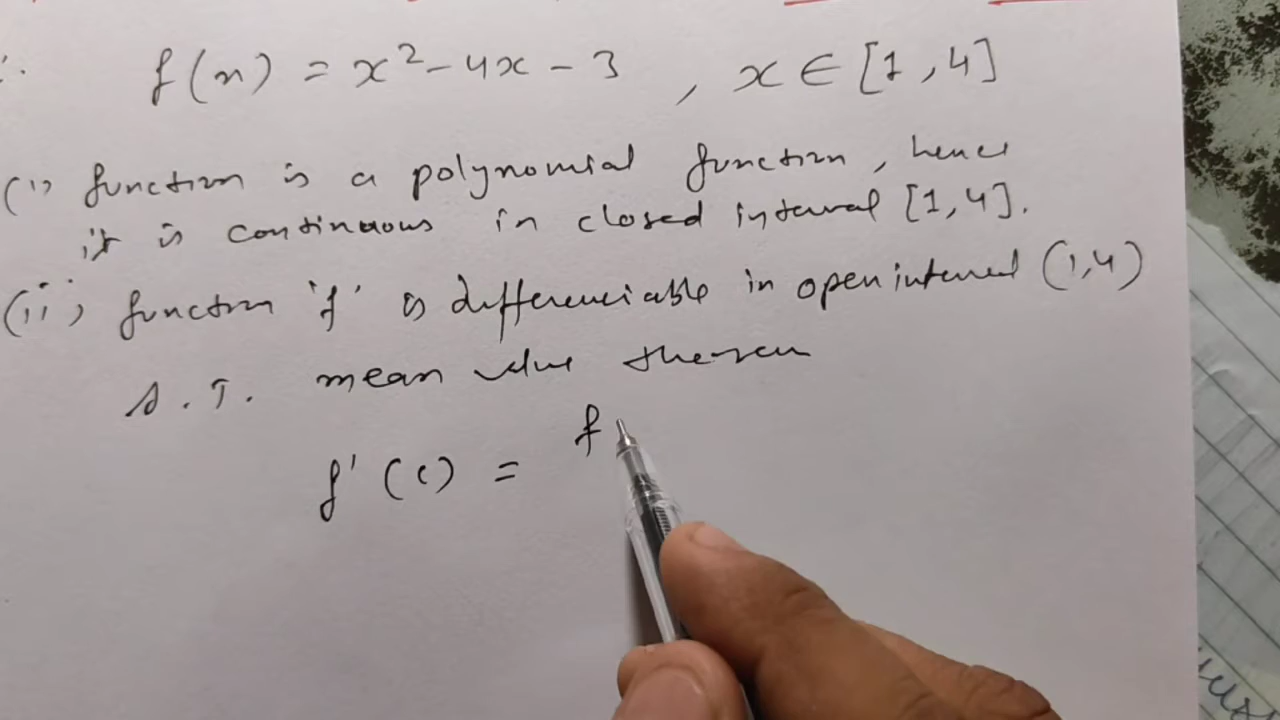 f(x) = x² - 4x - 3 , x ∈ [1, 4]
(i) function is a polynomial function, hence
it is continuous in closed interval [1, 4].
(ii) function 'f' is differenciable in open interval (1, 4)
A.T. mean value theorem
f'(c) = f